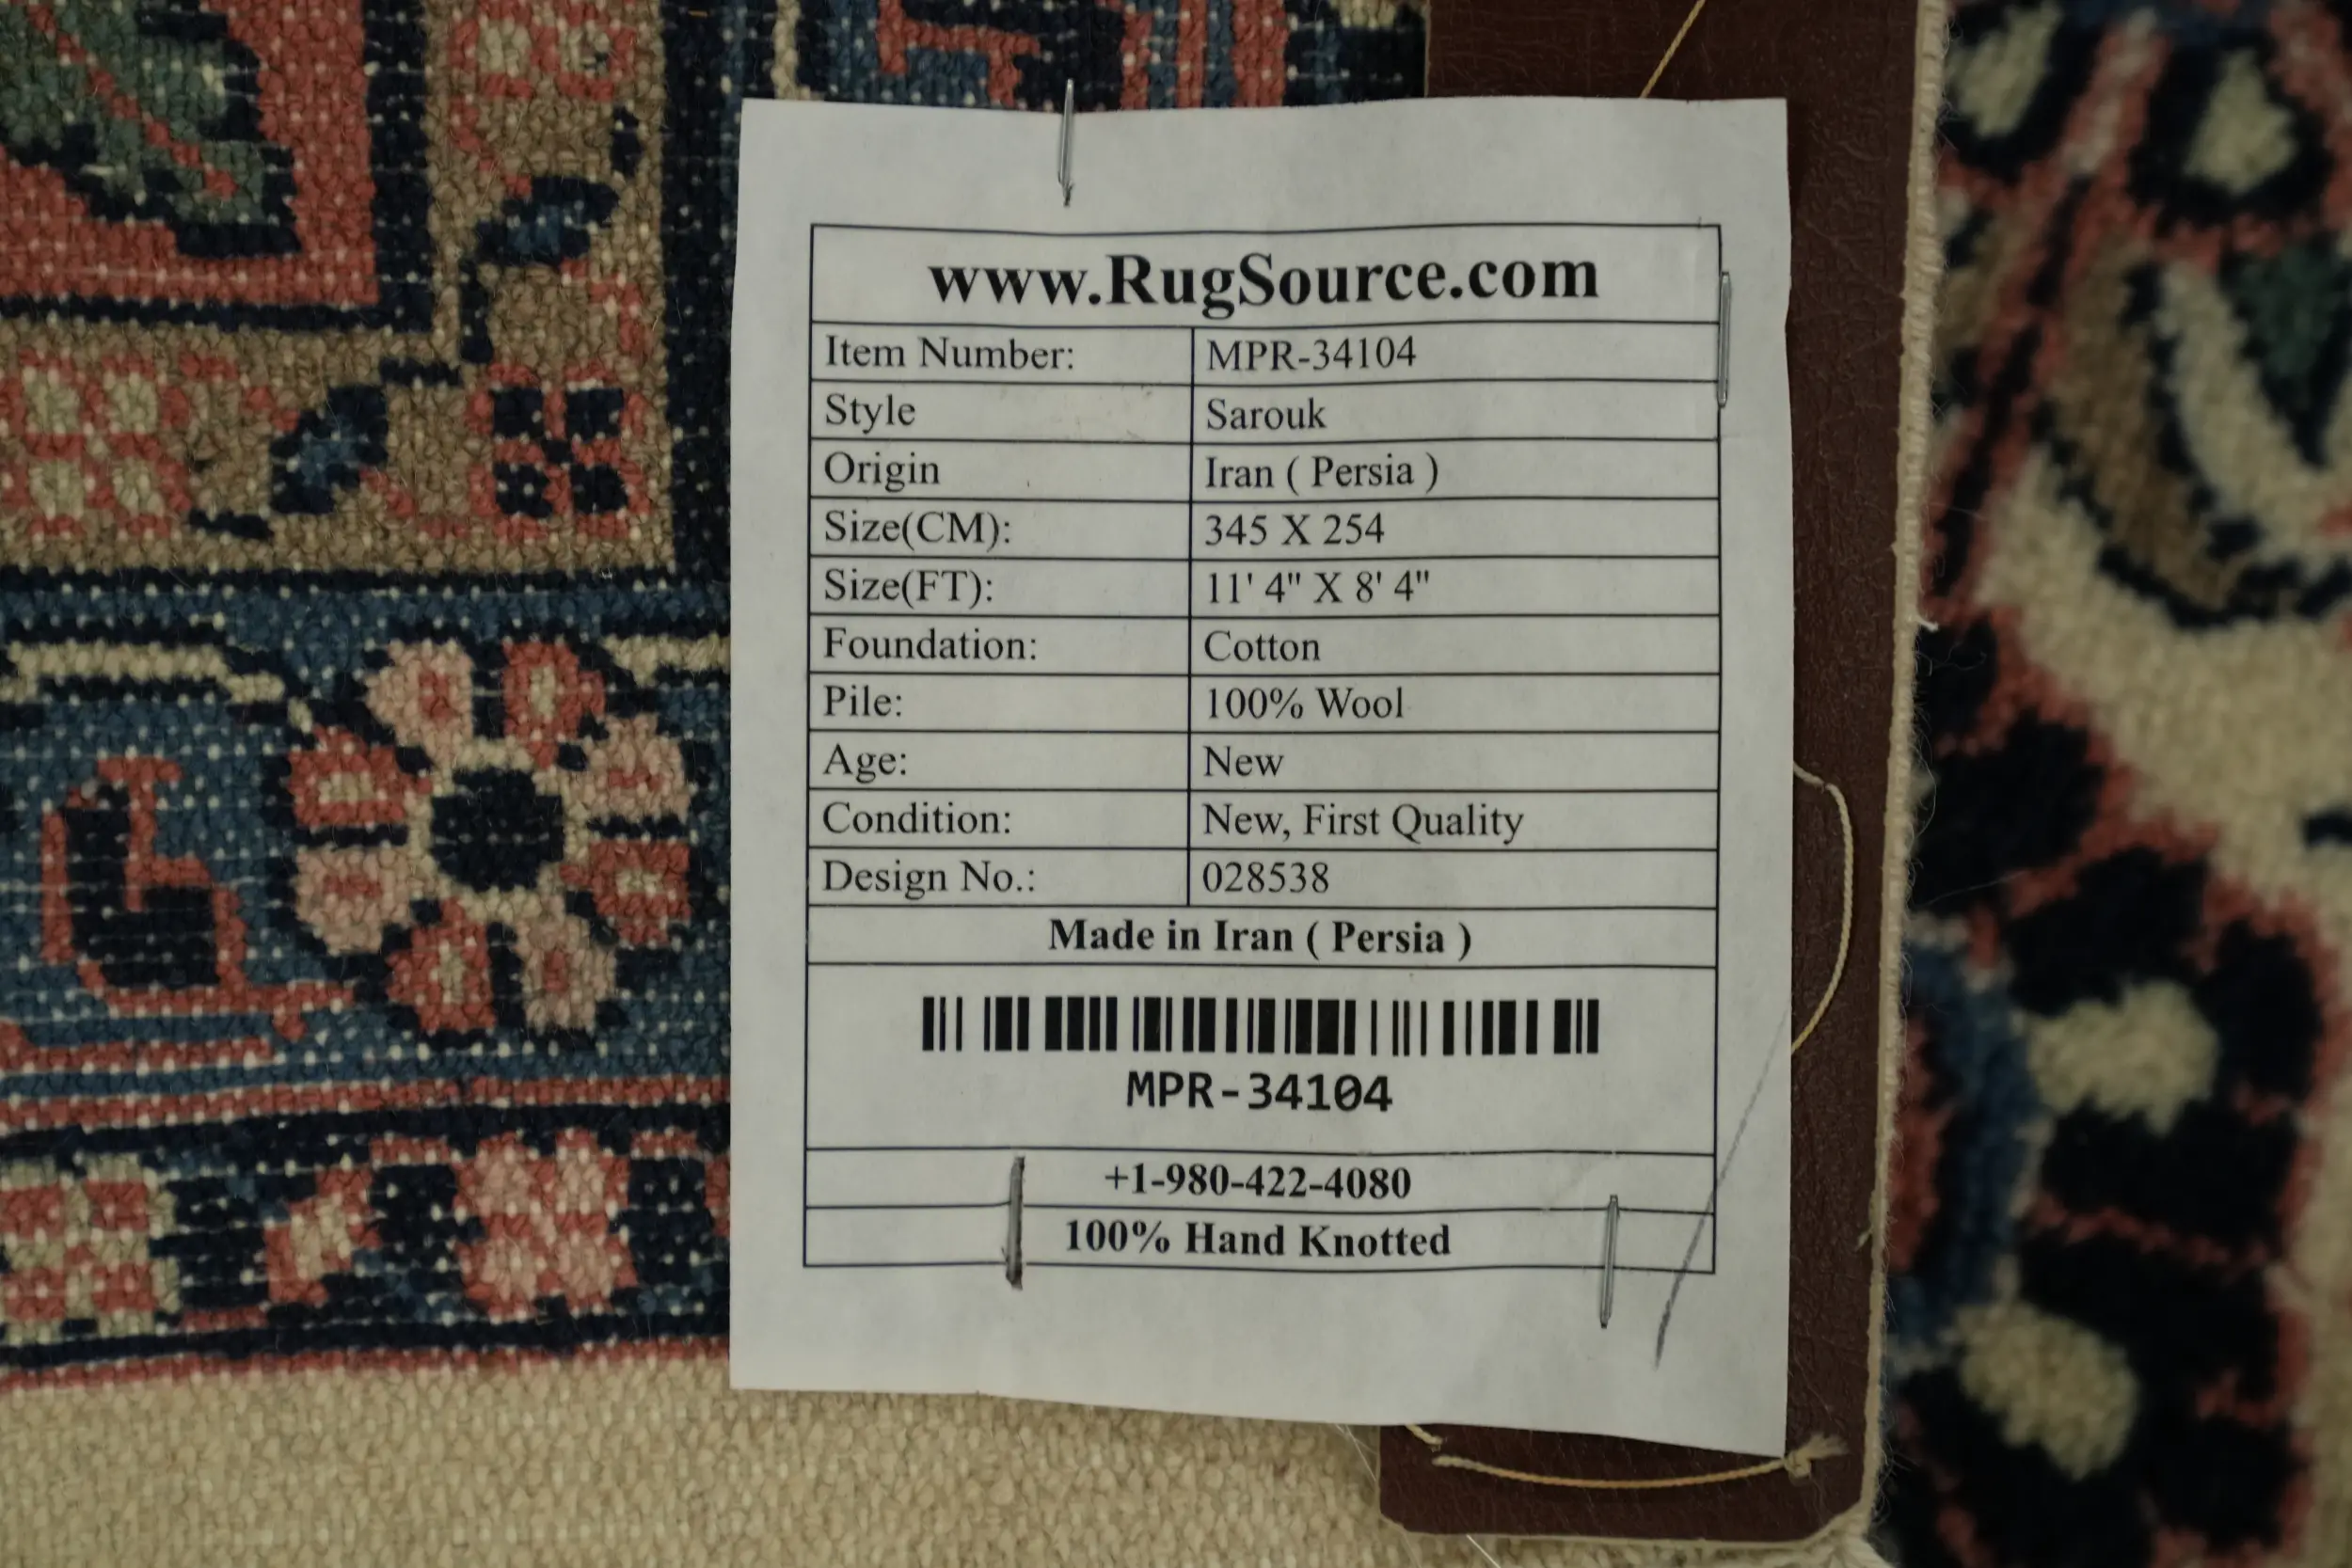 www.RugSource.com
Item Number: MPR-34104
Style Sarouk
Origin Iran ( Persia )
Size(CM): 345 X 254
Size(FT): 11' 4" X 8' 4"
Foundation: Cotton
Pile: 100% Wool
Age: New
Condition: New, First Quality
Design No.: 028538
Made in Iran ( Persia )
MPR-34104
+1-980-422-4080
100% Hand Knotted